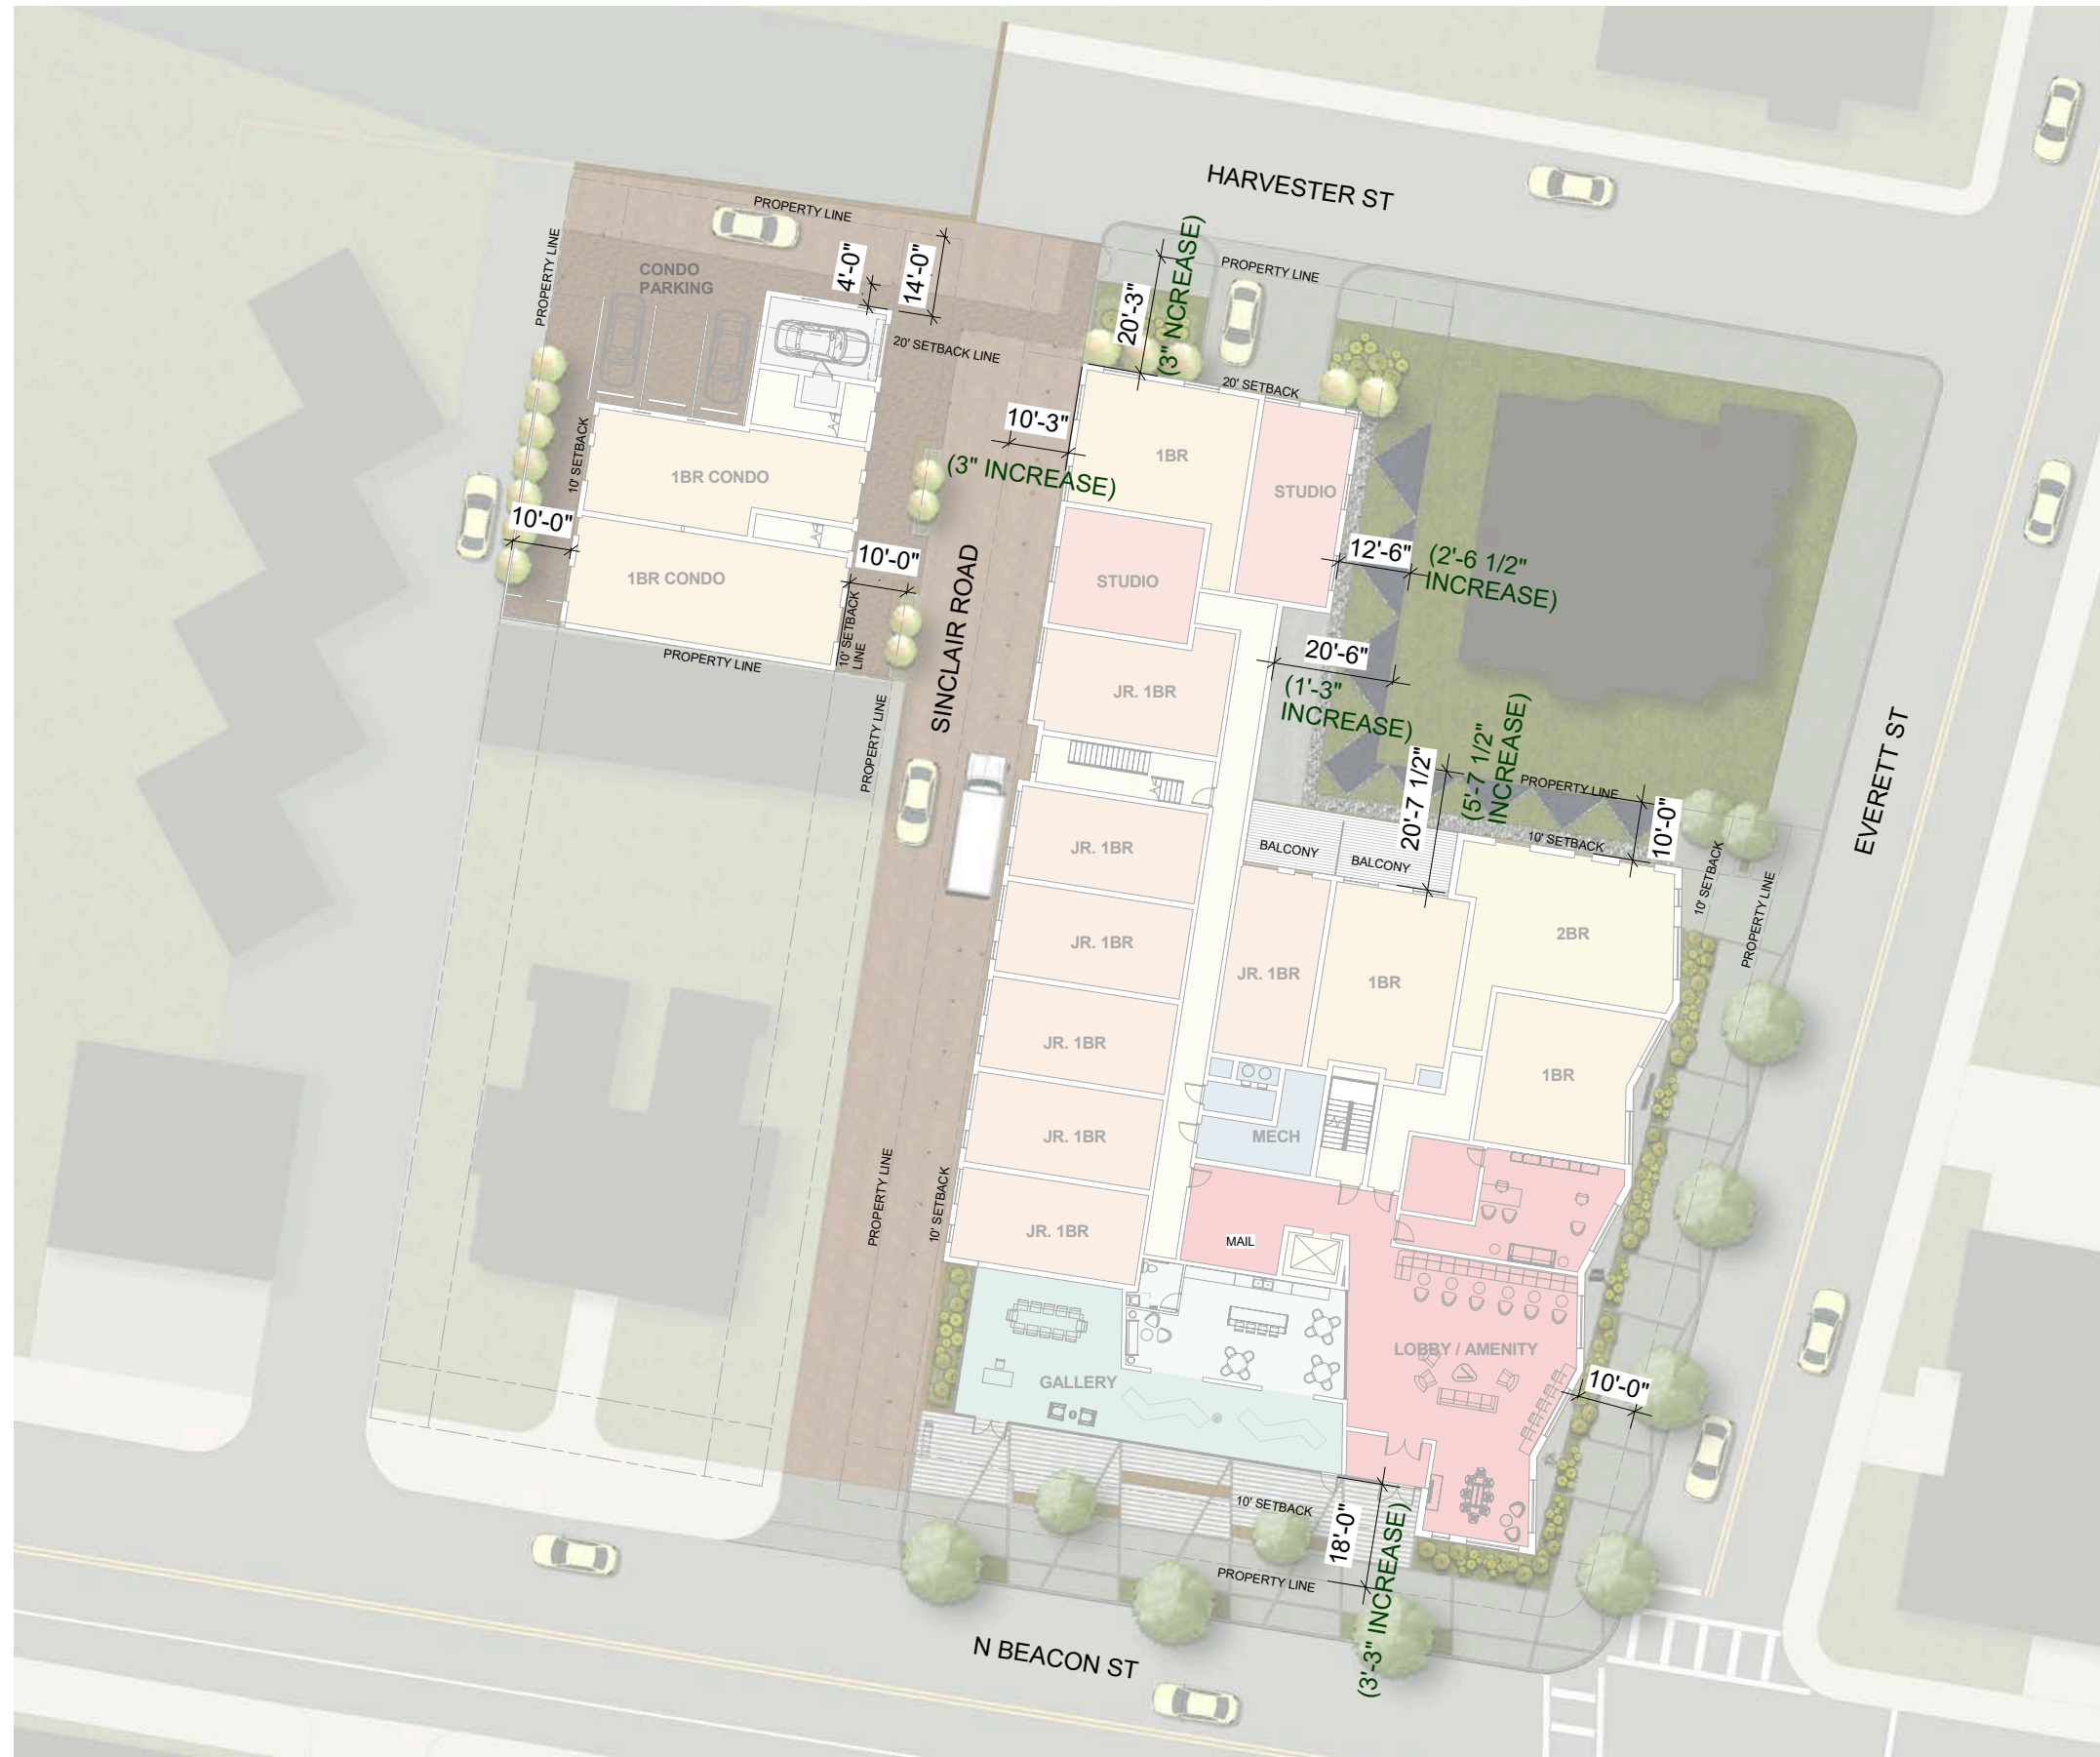 HARVESTER ST
PROPERTY LINE
PROPERTY LINE
CONDO
PARKING
4'-0"
14'-0"
20' SETBACK LINE
PROPERTY LINE
20'-3"
(3" NCREASE)
20' SETBACK
10'-3"
(3" INCREASE)
1BR
STUDIO
10' SETBACK
1BR CONDO
10'-0"
1BR CONDO
10'-0"
10' SETBACK
LINE
PROPERTY LINE
SINCLAIR ROAD
STUDIO
12'-6"
(2'-6 1/2"
INCREASE)
20'-6"
(1'-3"
INCREASE)
JR. 1BR
PROPERTY LINE
20'-7 1/2"
(5'-7 1/2"
INCREASE)
PROPERTY LINE
10'-0"
10' SETBACK
EVERETT ST
BALCONY
BALCONY
10' SETBACK
PROPERTY LINE
JR. 1BR
JR. 1BR
JR. 1BR
1BR
2BR
JR. 1BR
1BR
JR. 1BR
MECH
PROPERTY LINE
10' SETBACK
JR. 1BR
MAIL
LOBBY / AMENITY
GALLERY
10'-0"
10' SETBACK
18'-0"
(3'-3" INCREASE)
PROPERTY LINE
N BEACON ST